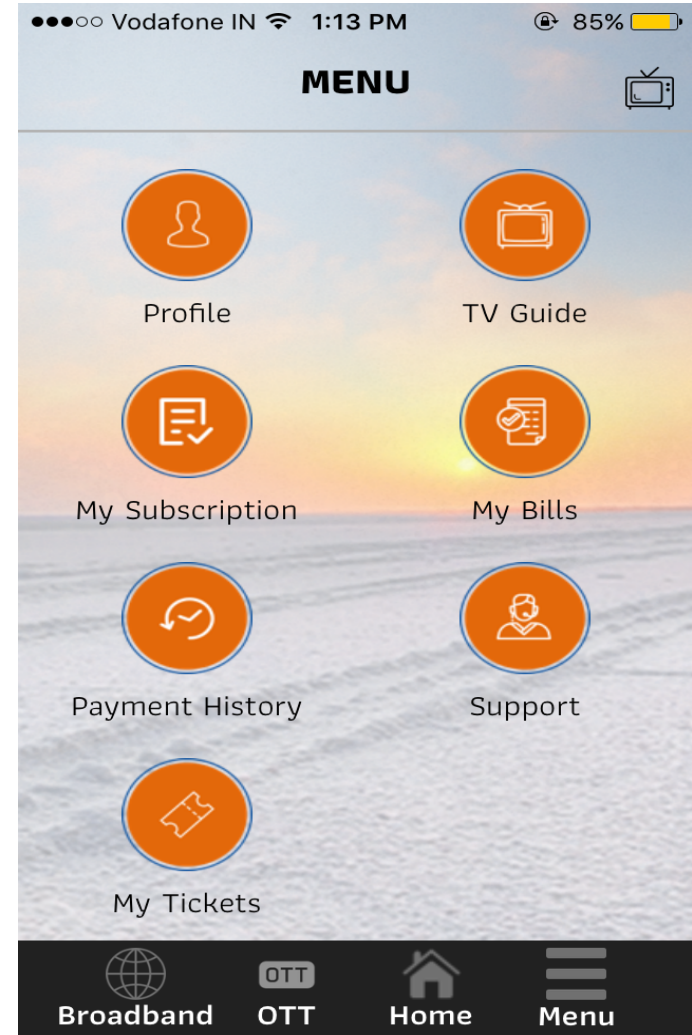 Vodafone IN 1:13 PM 85%
MENU
Profile TV Guide
My Subscription My Bills
Payment History Support
My Tickets
OTT
Broadband OTT Home Menu